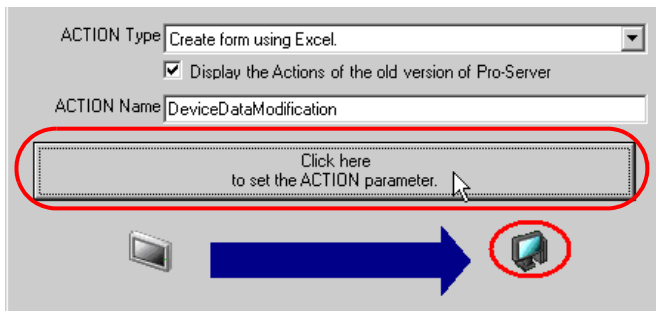 ACTION Type Create form using Excel.
Display the Actions of the old version of Pro-Server
ACTION Name DeviceDataModification
Click here
to set the ACTION parameter.